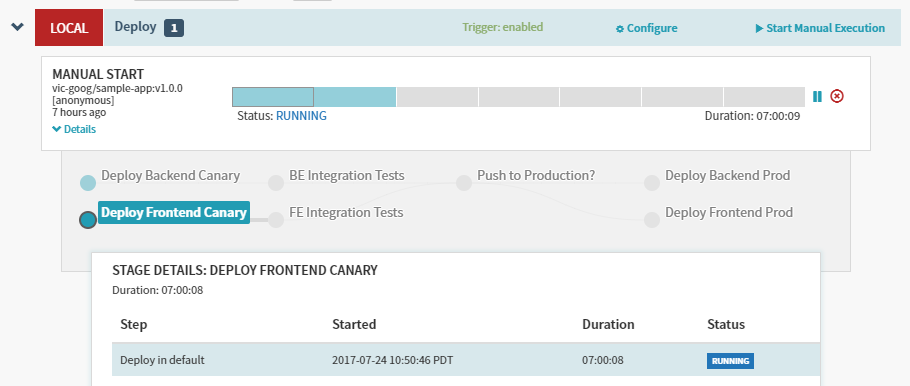 LOCAL Deploy 1 Trigger: enabled Configure Start Manual Execution
MANUAL START
vic-goog/sample-app:v1.0.0
[anonymous]
7 hours ago
Status: RUNNING Duration: 07:00:09
Details
Deploy Backend Canary BE Integration Tests Push to Production? Deploy Backend Prod
Deploy Frontend Canary FE Integration Tests Deploy Frontend Prod
STAGE DETAILS: DEPLOY FRONTEND CANARY
Duration: 07:00:08
Step Started Duration Status
Deploy in default 2017-07-24 10:50:46 PDT 07:00:08 RUNNING